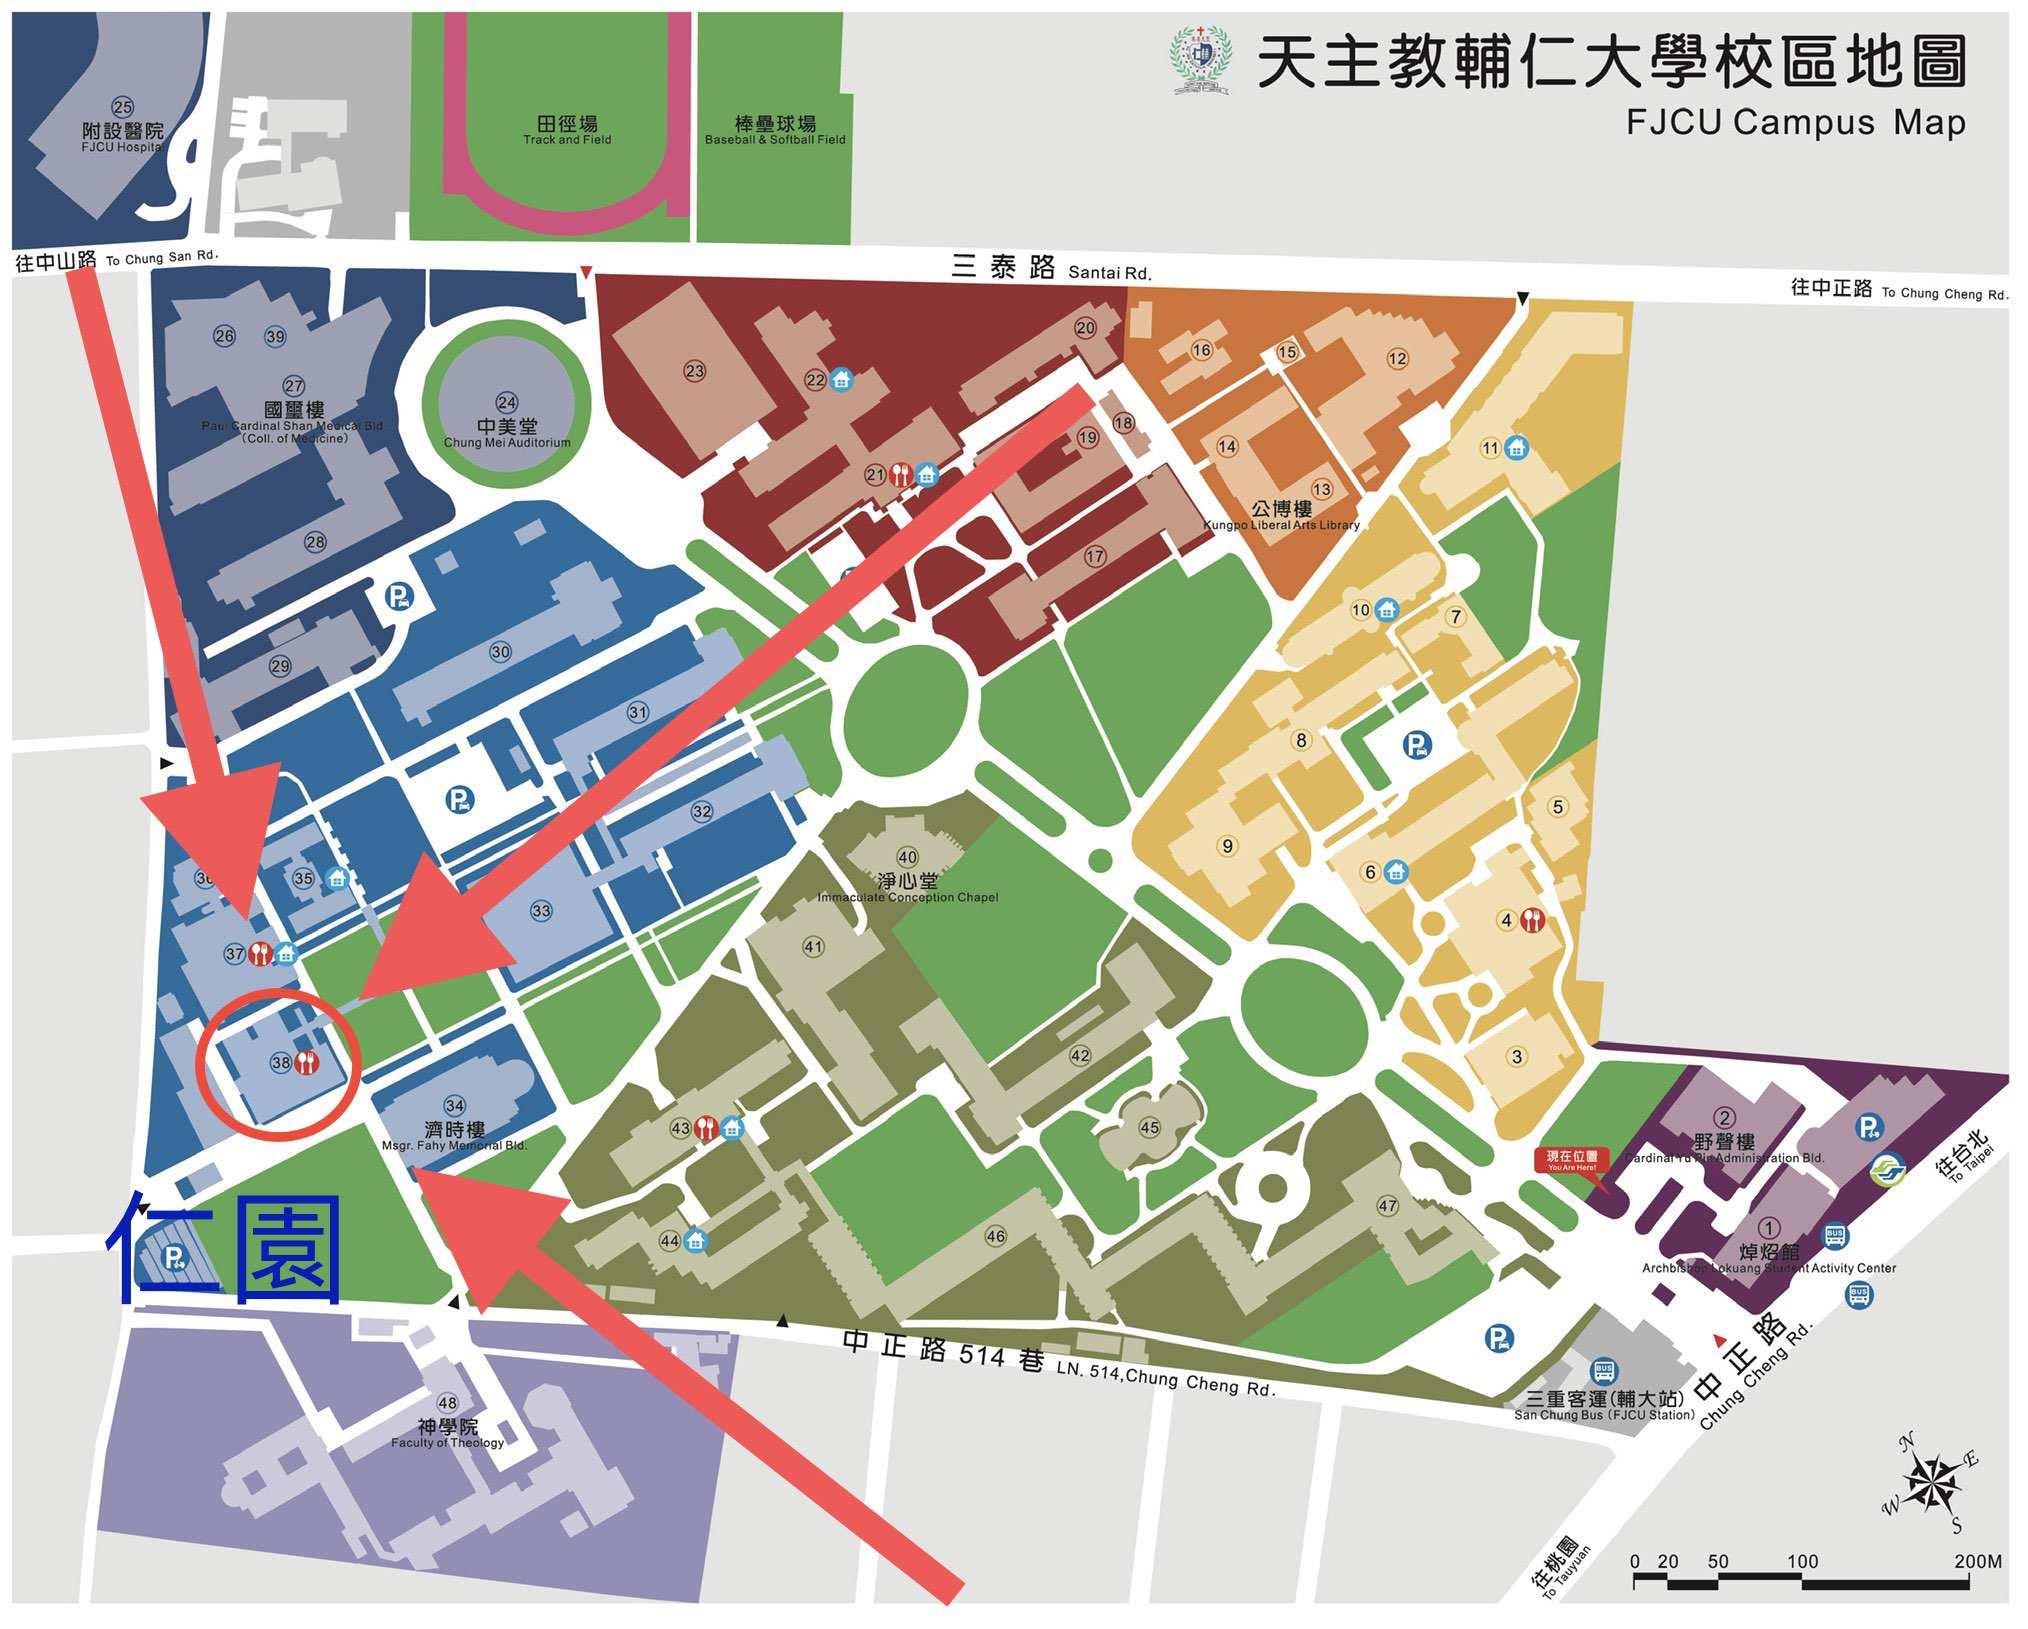 天主教輔仁大學校區地圖
FJCU Campus Map
25
附設醫院
FJCU Hospital
田徑場
Track and Field
棒壘球場
Baseball & Softball Field
往中山路 To Chung San Rd.
三泰路 Santai Rd.
往中正路 To Chung Cheng Rd.
26
39
27
國璽樓
Paul Cardinal Shan Medical Bld.
(Coll. of Medicine)
24
中美堂
Chung Mei Auditorium
23
22
20
21
19
18
17
16
15
12
14
13
公博樓
Kungpo Liberal Arts Library
11
28
P
29
30
31
10
7
8
P
P
32
9
5
6
4
36
35
33
40
淨心堂
Immaculate Conception Chapel
37
41
38
42
3
34
濟時樓
Msgr. Fahy Memorial Bld.
43
45
2
野聲樓
Cardinal Yu Pin Administration Bld.
P
現在位置
You Are Here!
往台北
To Taipei
仁園
P
44
46
47
1
焯炤館
Archbishop Lokuang Student Activity Center
BUS
BUS
中正路514巷 LN. 514,Chung Cheng Rd.
P
BUS
三重客運(輔大站)
San Chung Bus (FJCU Station)
中正路
Chung Cheng Rd.
48
神學院
Faculty of Theology
往桃園
To Tauyuan
N
E
W
S
0 20 50 100 200M